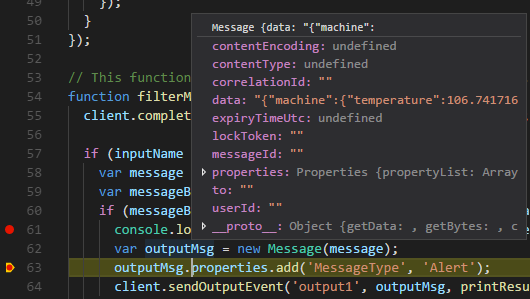 49 });
50 }
51 });
52
53 // This function
54 function filterM
55 client.complet
56
57 if (inputName
58 var message
59 var messageB
60 if (messageB
61 console.lo
62 var outputMsg = new Message(message);
63 outputMsg.properties.add('MessageType', 'Alert');
64 client.sendOutputEvent('output1', outputMsg, printResu
Message {data: "{"machine":
contentEncoding: undefined
contentType: undefined
correlationId: ""
data: "{"machine":{"temperature":106.741716
expiryTimeUtc: undefined
lockToken: ""
messageId: ""
properties: Properties {propertyList: Array
to: ""
userId: ""
__proto__: Object {getData: , getBytes: , c